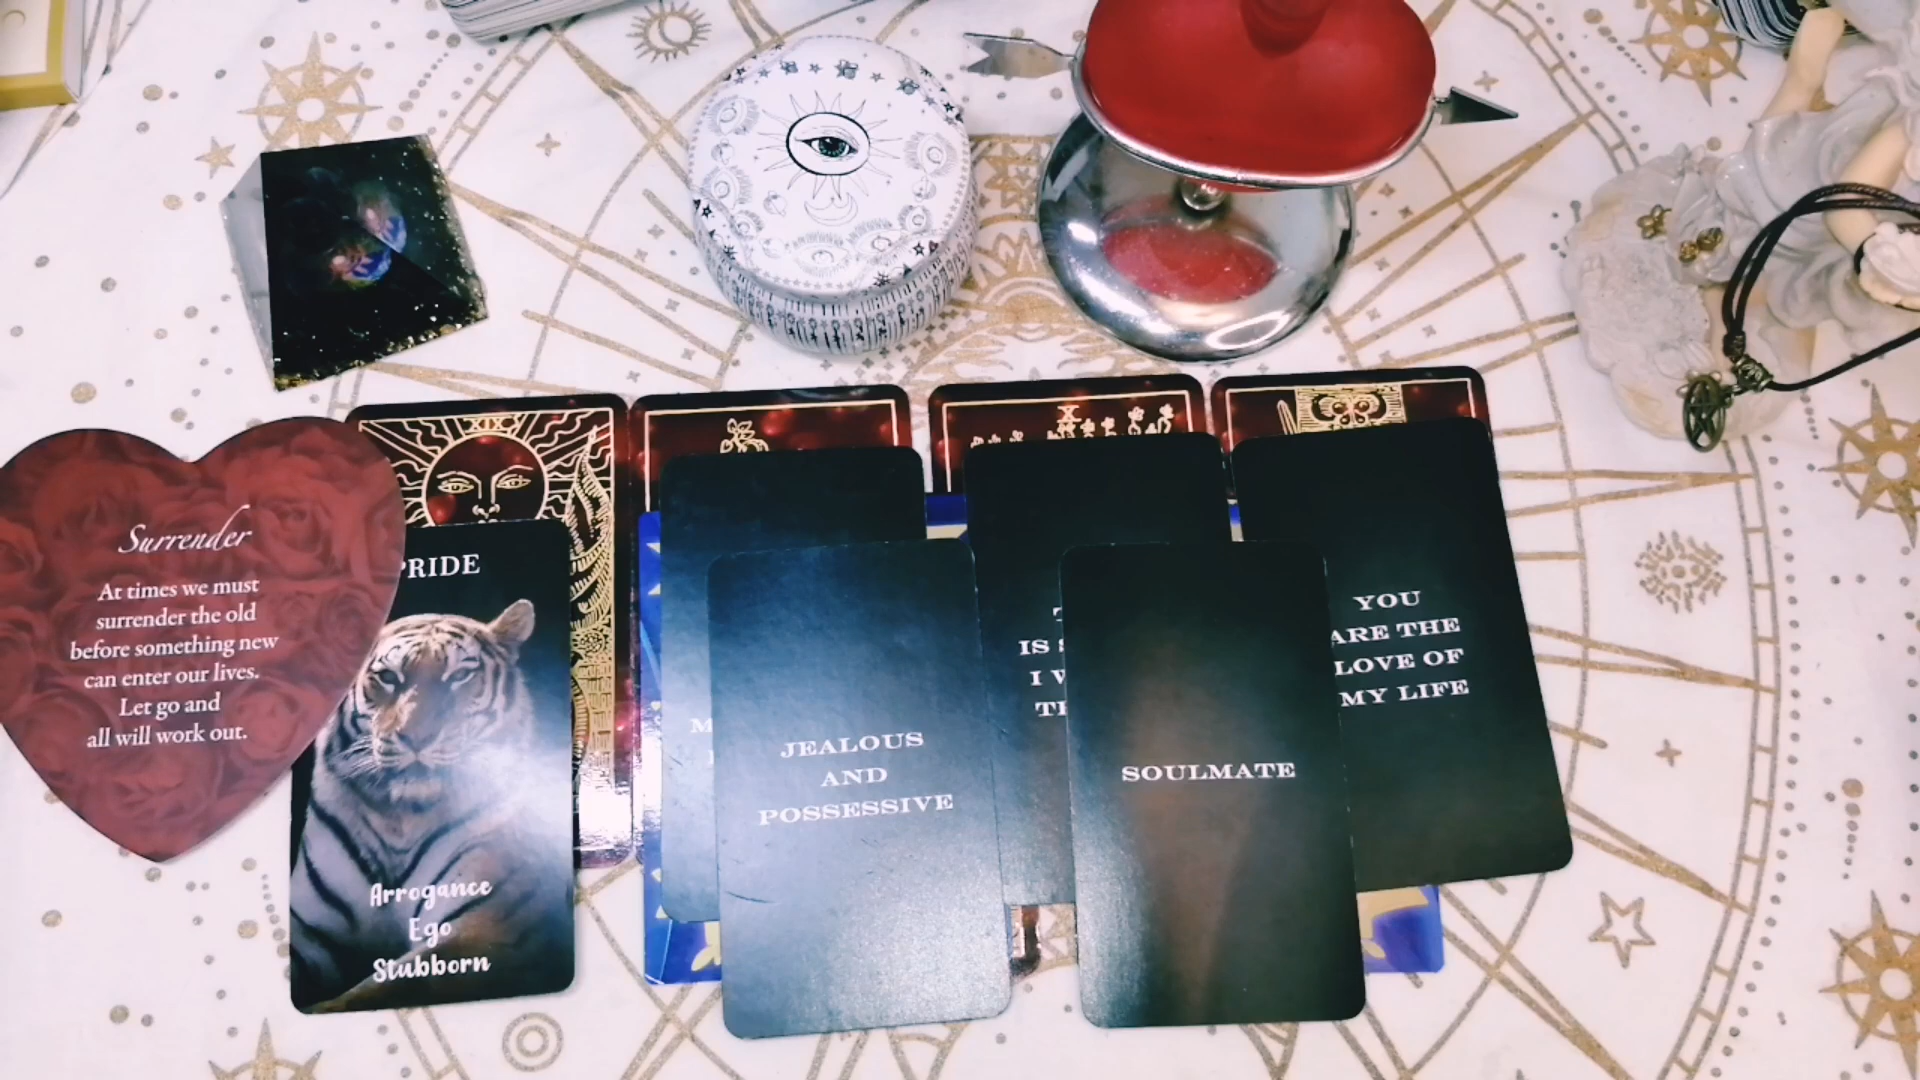 Surrender
At times we must
surrender the old
before something new
can enter our lives.
Let go and
all will work out.
XIX
PRIDE
Arrogance
Ego
Stubborn
JEALOUS
AND
POSSESSIVE
X
IS
I
SOULMATE
YOU
ARE THE
LOVE OF
MY LIFE